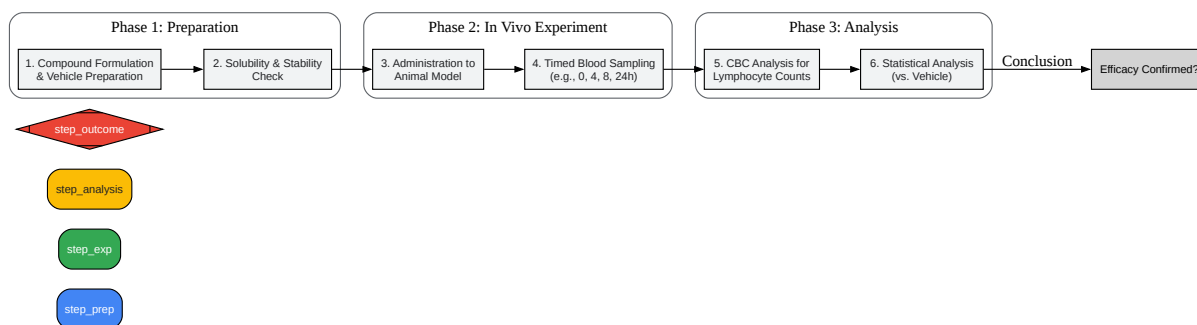 Phase 1: Preparation
1. Compound Formulation
& Vehicle Preparation
2. Solubility & Stability
Check
Phase 2: In Vivo Experiment
3. Administration to
Animal Model
4. Timed Blood Sampling
(e.g., 0, 4, 8, 24h)
Phase 3: Analysis
5. CBC Analysis for
Lymphocyte Counts
6. Statistical Analysis
(vs. Vehicle)
Conclusion
Efficacy Confirmed?
step_outcome
step_analysis
step_exp
step_prep